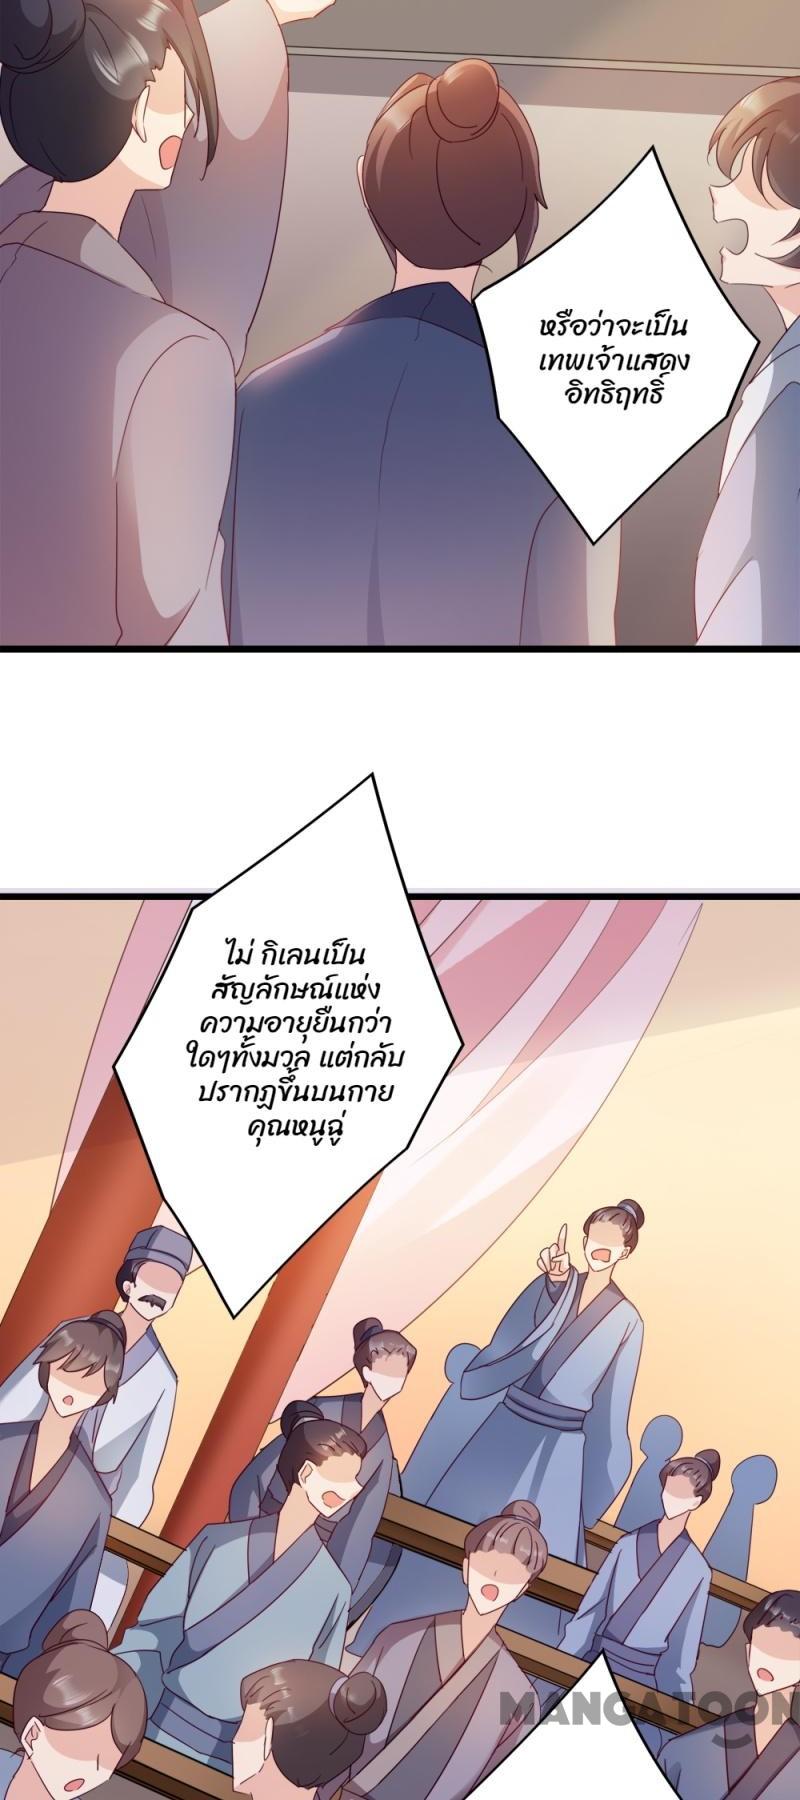 หรือว่าจะเป็น
เทพเจ้าแสดง
อิทธิฤทธิ์
ไม่ กิเลนเป็น
สัญลักษณ์แห่ง
ความอายุยืนกว่า
ใดๆทั้งมวล แต่กลับ
ปรากฏขึ้นบนกาย
คุณหนูฉู่
MANGATOON